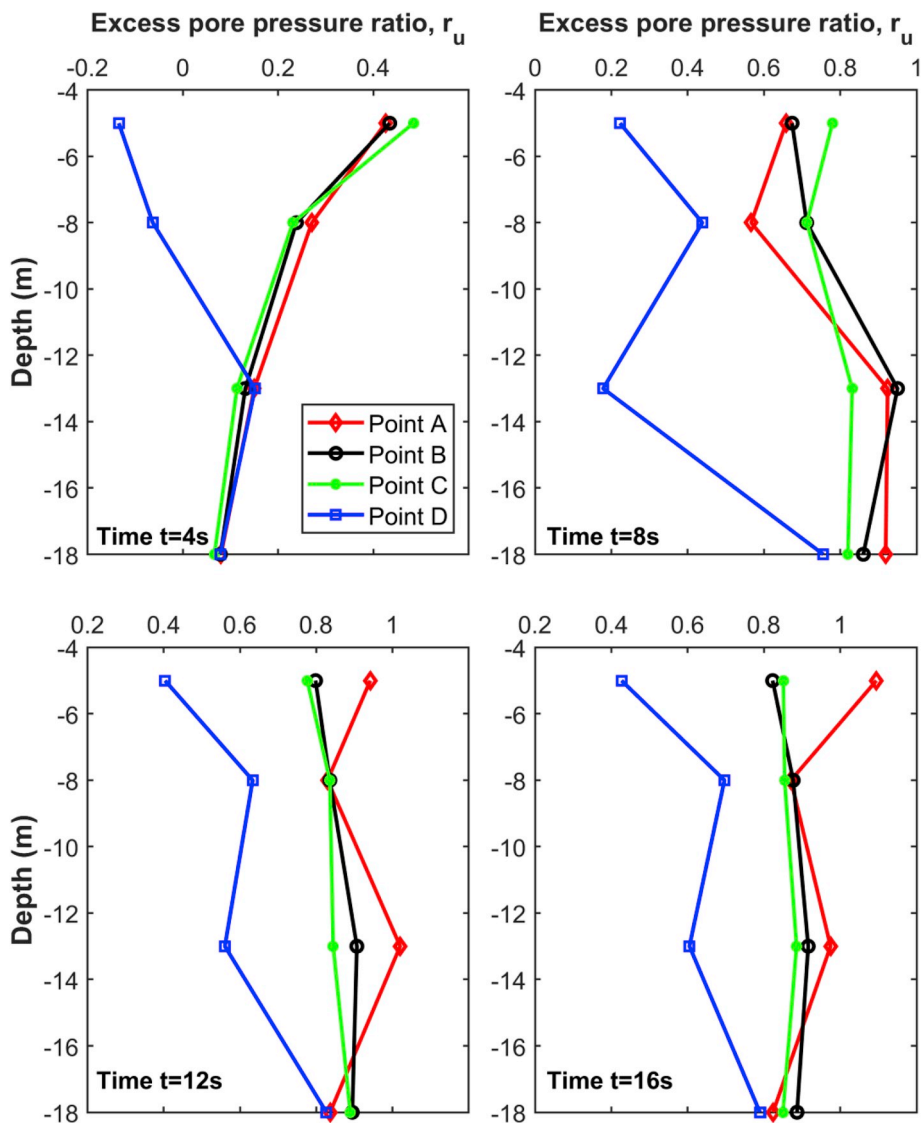 Excess pore pressure ratio, r_u Excess pore pressure ratio, r_u
-0.2 0 0.2 0.4 0 0.2 0.4 0.6 0.8 1
-4 -4
-6 -6
-8 -8
-10 -10
-12 -12
-14 -14
-16 -16
-18 -18
Depth (m)
Point A
Point B
Point C
Point D
Time t=4s Time t=8s
0.2 0.4 0.6 0.8 1 0.2 0.4 0.6 0.8 1
-4 -4
-6 -6
-8 -8
-10 -10
-12 -12
-14 -14
-16 -16
-18 -18
Depth (m)
Time t=12s Time t=16s